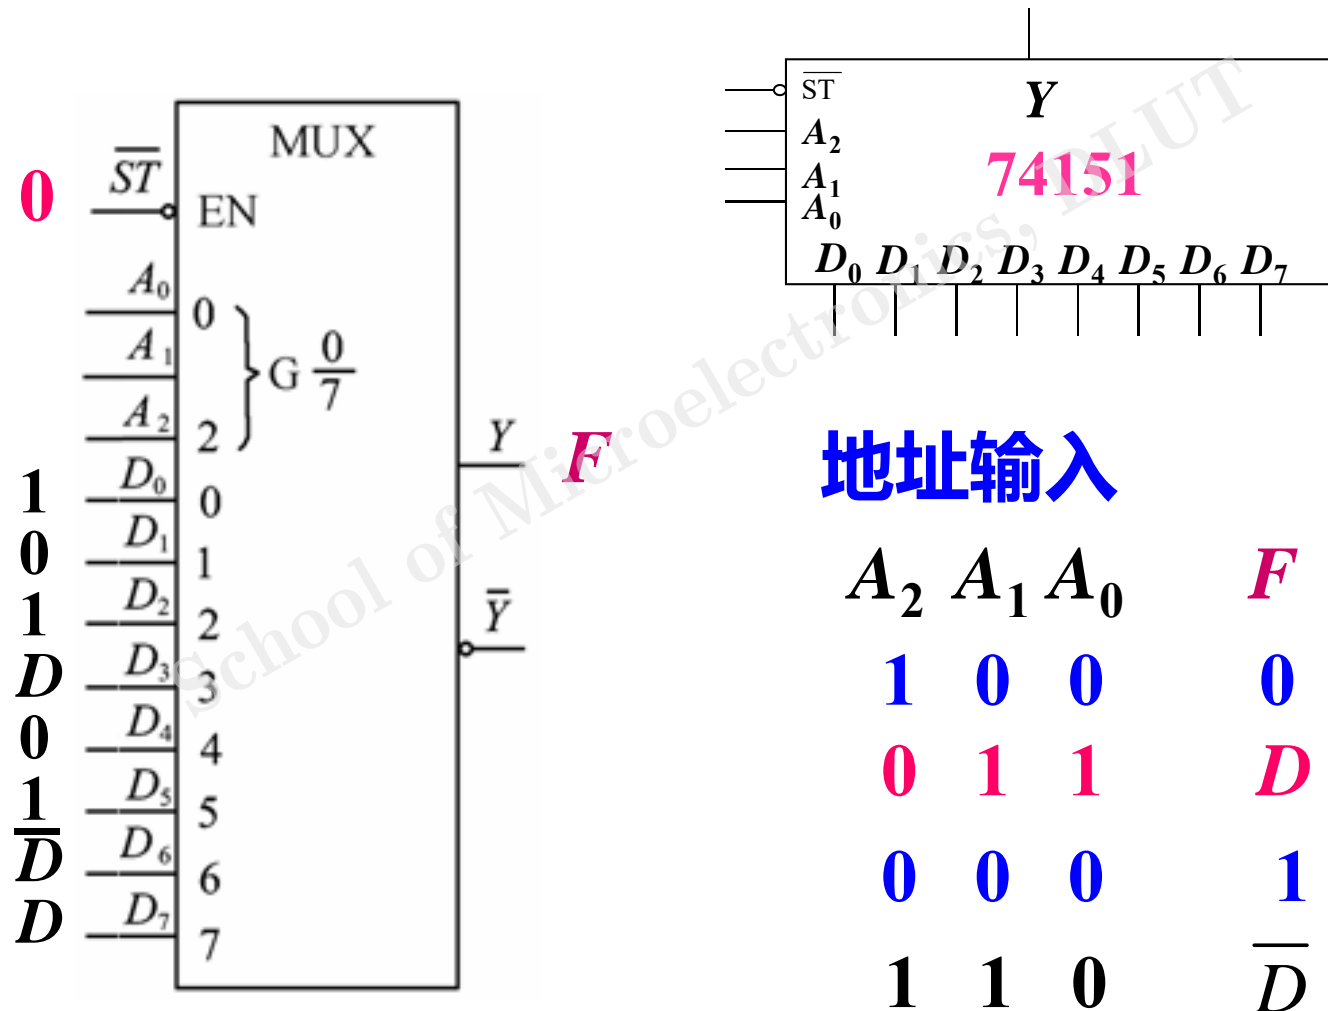 MUX
0 S̅T̅ EN
A₀ 0
A₁ G 0/7
A₂ 2
1 D₀ 0
0 D₁ 1
1 D₂ 2
D D₃ 3
0 D₄ 4
1 D₅ 5
D̅ D₆ 6
D D₇ 7
Y F
Y̅
S̅T̅ Y
A₂
A₁ 74151
A₀
D₀ D₁ D₂ D₃ D₄ D₅ D₆ D₇
地址输入
A₂ A₁ A₀ F
1 0 0 0
0 1 1 D
0 0 0 1
1 1 0 D̅
School of Microelectronics, DLUT